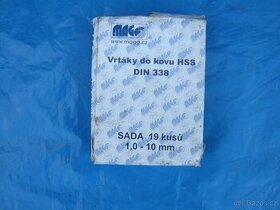 MAGG
www.magg.cz
Vrtáky do kovu HSS
DIN 338
SADA 19 kusů
1,0 - 10 mm